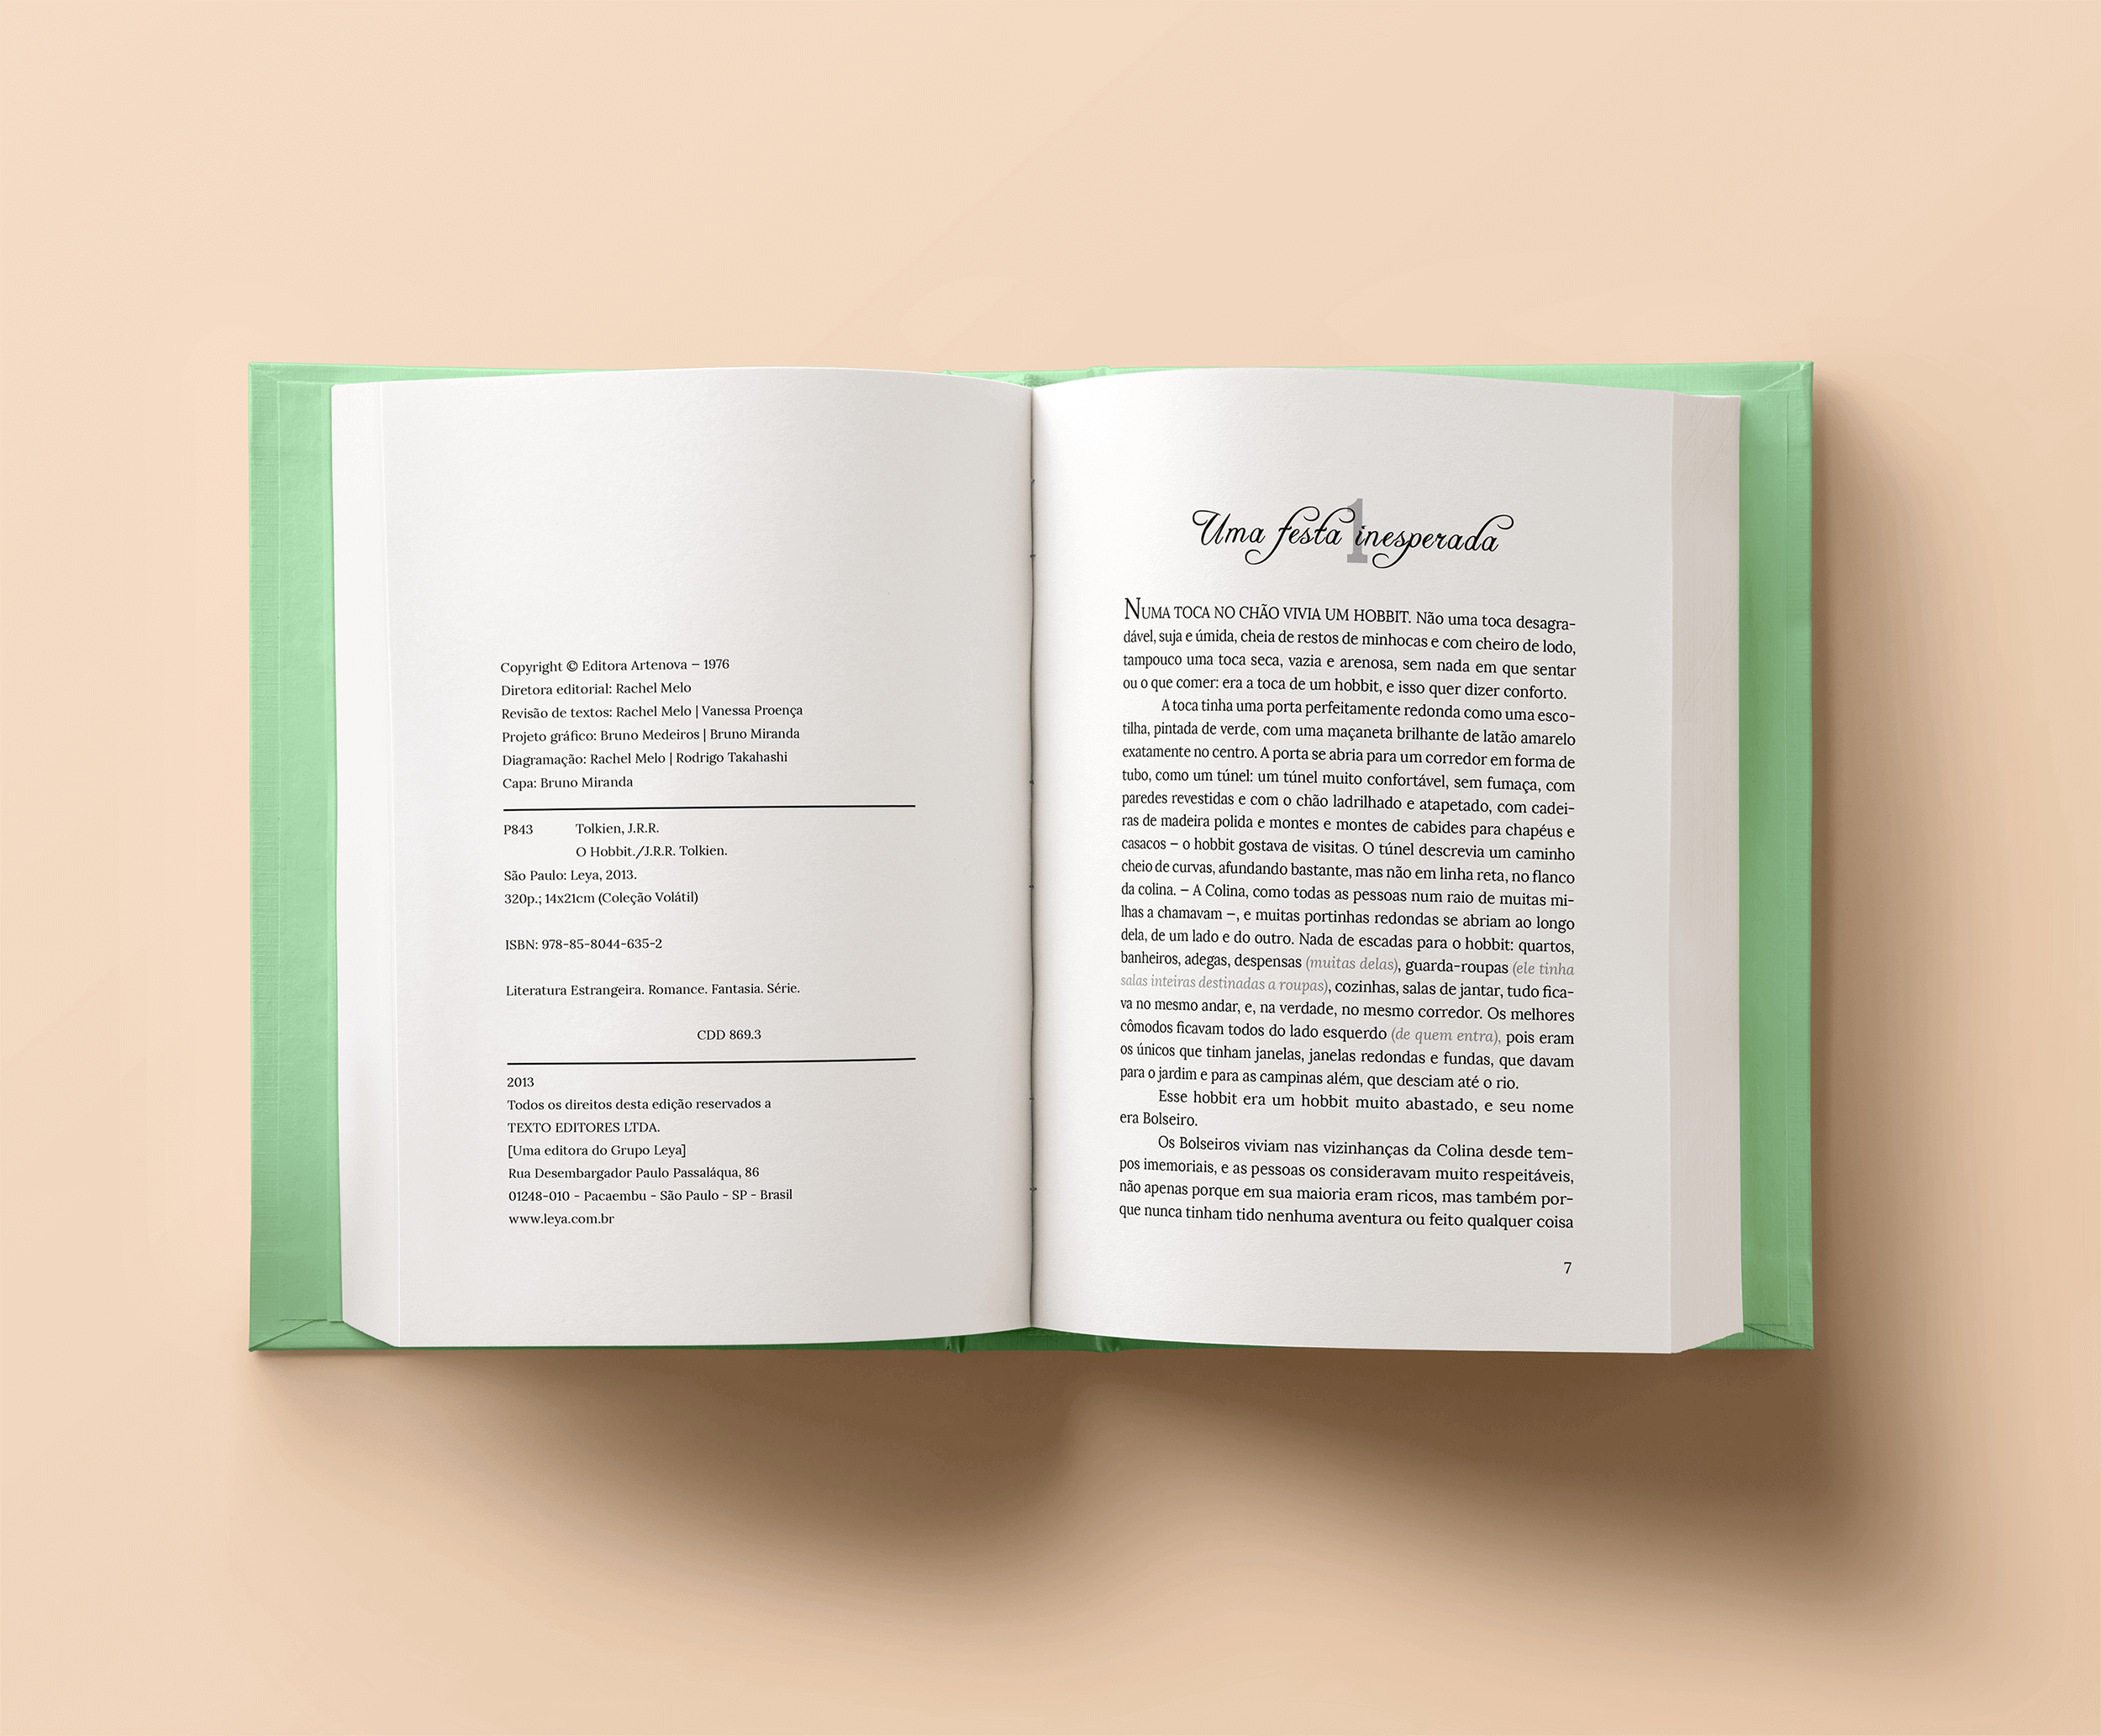 Copyright © Editora Artenova – 1976
Diretora editorial: Rachel Melo
Revisão de textos: Rachel Melo | Vanessa Proença
Projeto gráfico: Bruno Medeiros | Bruno Miranda
Diagramação: Rachel Melo | Rodrigo Takahashi
Capa: Bruno Miranda
P843 Tolkien, J.R.R.
O Hobbit./J.R.R. Tolkien.
São Paulo: Leya, 2013.
320p.; 14x21cm (Coleção Volátil)
ISBN: 978-85-8044-635-2
Literatura Estrangeira. Romance. Fantasia. Série.
CDD 869.3
2013
Todos os direitos desta edição reservados a
TEXTO EDITORES LTDA.
[Uma editora do Grupo Leya]
Rua Desembargador Paulo Passaláqua, 86
01248-010 - Pacaembu - São Paulo - SP - Brasil
www.leya.com.br
1
Uma festa inesperada
NUMA TOCA NO CHÃO VIVIA UM HOBBIT. Não uma toca desagra-
dável, suja e úmida, cheia de restos de minhocas e com cheiro de lodo,
tampouco uma toca seca, vazia e arenosa, sem nada em que sentar
ou o que comer: era a toca de um hobbit, e isso quer dizer conforto.
A toca tinha uma porta perfeitamente redonda como uma esco-
tilha, pintada de verde, com uma maçaneta brilhante de latão amarelo
exatamente no centro. A porta se abria para um corredor em forma de
tubo, como um túnel: um túnel muito confortável, sem fumaça, com
paredes revestidas e com o chão ladrilhado e atapetado, com cadei-
ras de madeira polida e montes e montes de cabides para chapéus e
casacos – o hobbit gostava de visitas. O túnel descrevia um caminho
cheio de curvas, afundando bastante, mas não em linha reta, no flanco
da colina. – A Colina, como todas as pessoas num raio de muitas mi-
lhas a chamavam –, e muitas portinhas redondas se abriam ao longo
dela, de um lado e do outro. Nada de escadas para o hobbit: quartos,
banheiros, adegas, despensas (muitas delas), guarda-roupas (ele tinha
salas inteiras destinadas a roupas), cozinhas, salas de jantar, tudo fica-
va no mesmo andar, e, na verdade, no mesmo corredor. Os melhores
cômodos ficavam todos do lado esquerdo (de quem entra), pois eram
os únicos que tinham janelas, janelas redondas e fundas, que davam
para o jardim e para as campinas além, que desciam até o rio.
Esse hobbit era um hobbit muito abastado, e seu nome
era Bolseiro.
Os Bolseiros viviam nas vizinhanças da Colina desde tem-
pos imemoriais, e as pessoas os consideravam muito respeitáveis,
não apenas porque em sua maioria eram ricos, mas também por-
que nunca tinham tido nenhuma aventura ou feito qualquer coisa
7